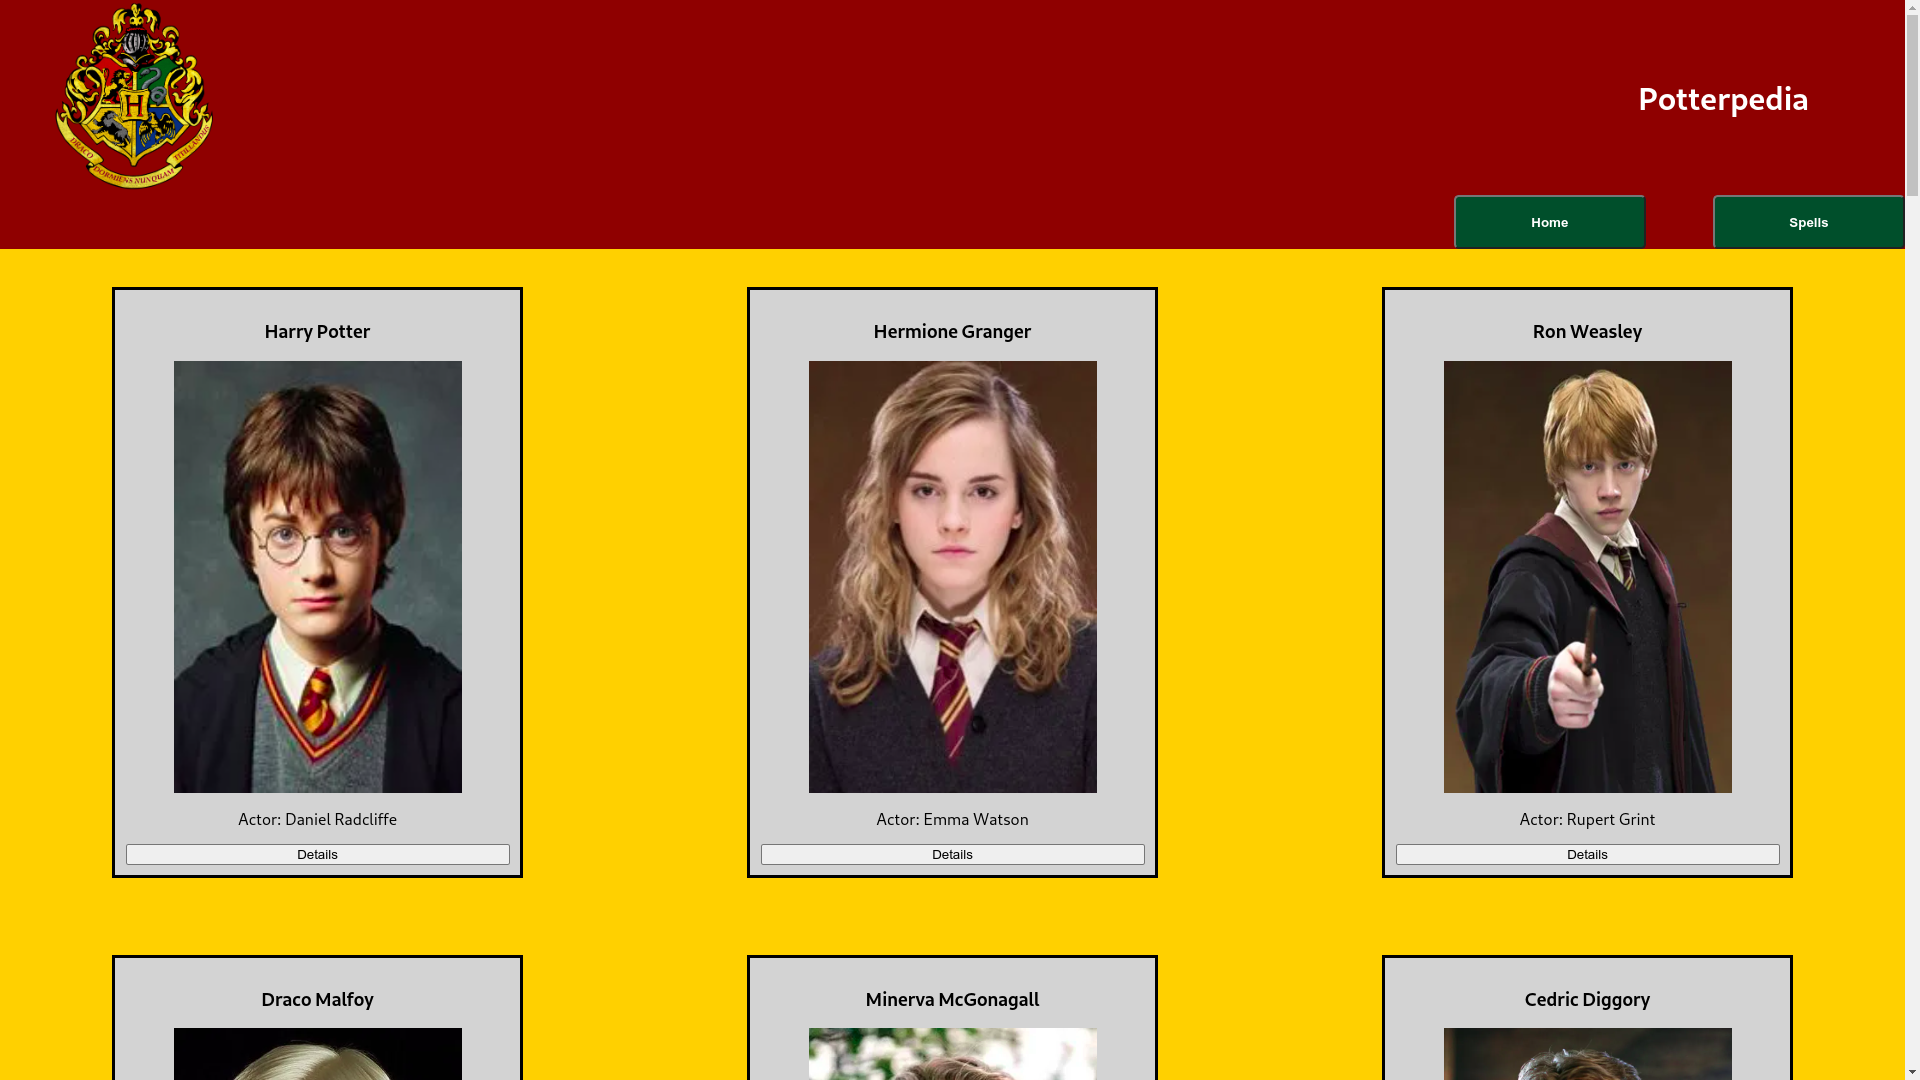 H
DRACO DORMIENS NUNQUAM TITILLANDUS
Potterpedia
Home
Spells
Harry Potter
Hermione Granger
Ron Weasley
Actor: Daniel Radcliffe
Actor: Emma Watson
Actor: Rupert Grint
Details
Details
Details
Draco Malfoy
Minerva McGonagall
Cedric Diggory